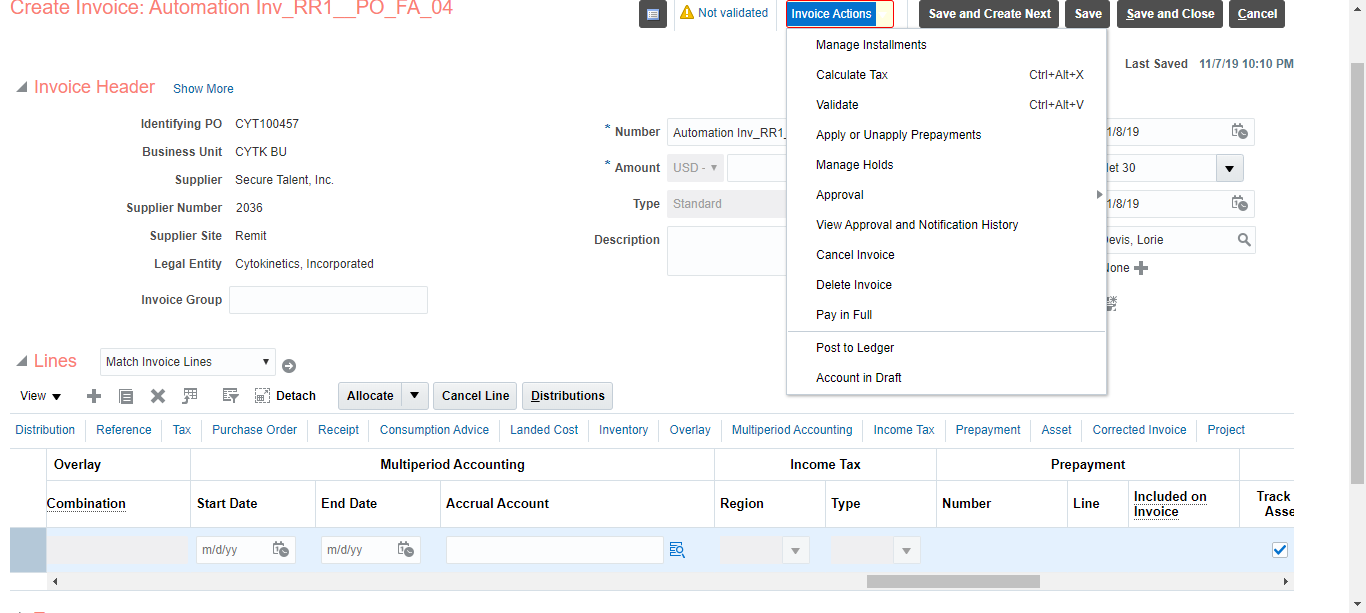 Create Invoice: Automation Inv_RR1__PO_FA_04
Not validated
Invoice Actions
Save and Create Next
Save
Save and Close
Cancel
Manage Installments
Calculate Tax Ctrl+Alt+X
Validate Ctrl+Alt+V
Apply or Unapply Prepayments
Manage Holds
Approval
View Approval and Notification History
Cancel Invoice
Delete Invoice
Pay in Full
Post to Ledger
Account in Draft
Last Saved 11/7/19 10:10 PM
Invoice Header Show More
Identifying PO CYT100457
Business Unit CYTK BU
Supplier Secure Talent, Inc.
Supplier Number 2036
Supplier Site Remit
Legal Entity Cytokinetics, Incorporated
Invoice Group
* Number Automation Inv_RR1_
* Amount USD -
Type Standard
Description
1/8/19
et 30
1/8/19
evis, Lorie
one
Lines Match Invoice Lines
View Detach Allocate Cancel Line Distributions
Distribution Reference Tax Purchase Order Receipt Consumption Advice Landed Cost Inventory Overlay Multiperiod Accounting Income Tax Prepayment Asset Corrected Invoice Project
Overlay Multiperiod Accounting Income Tax Prepayment
Combination Start Date End Date Accrual Account Region Type Number Line Included on Invoice Track Asse
m/d/yy m/d/yy